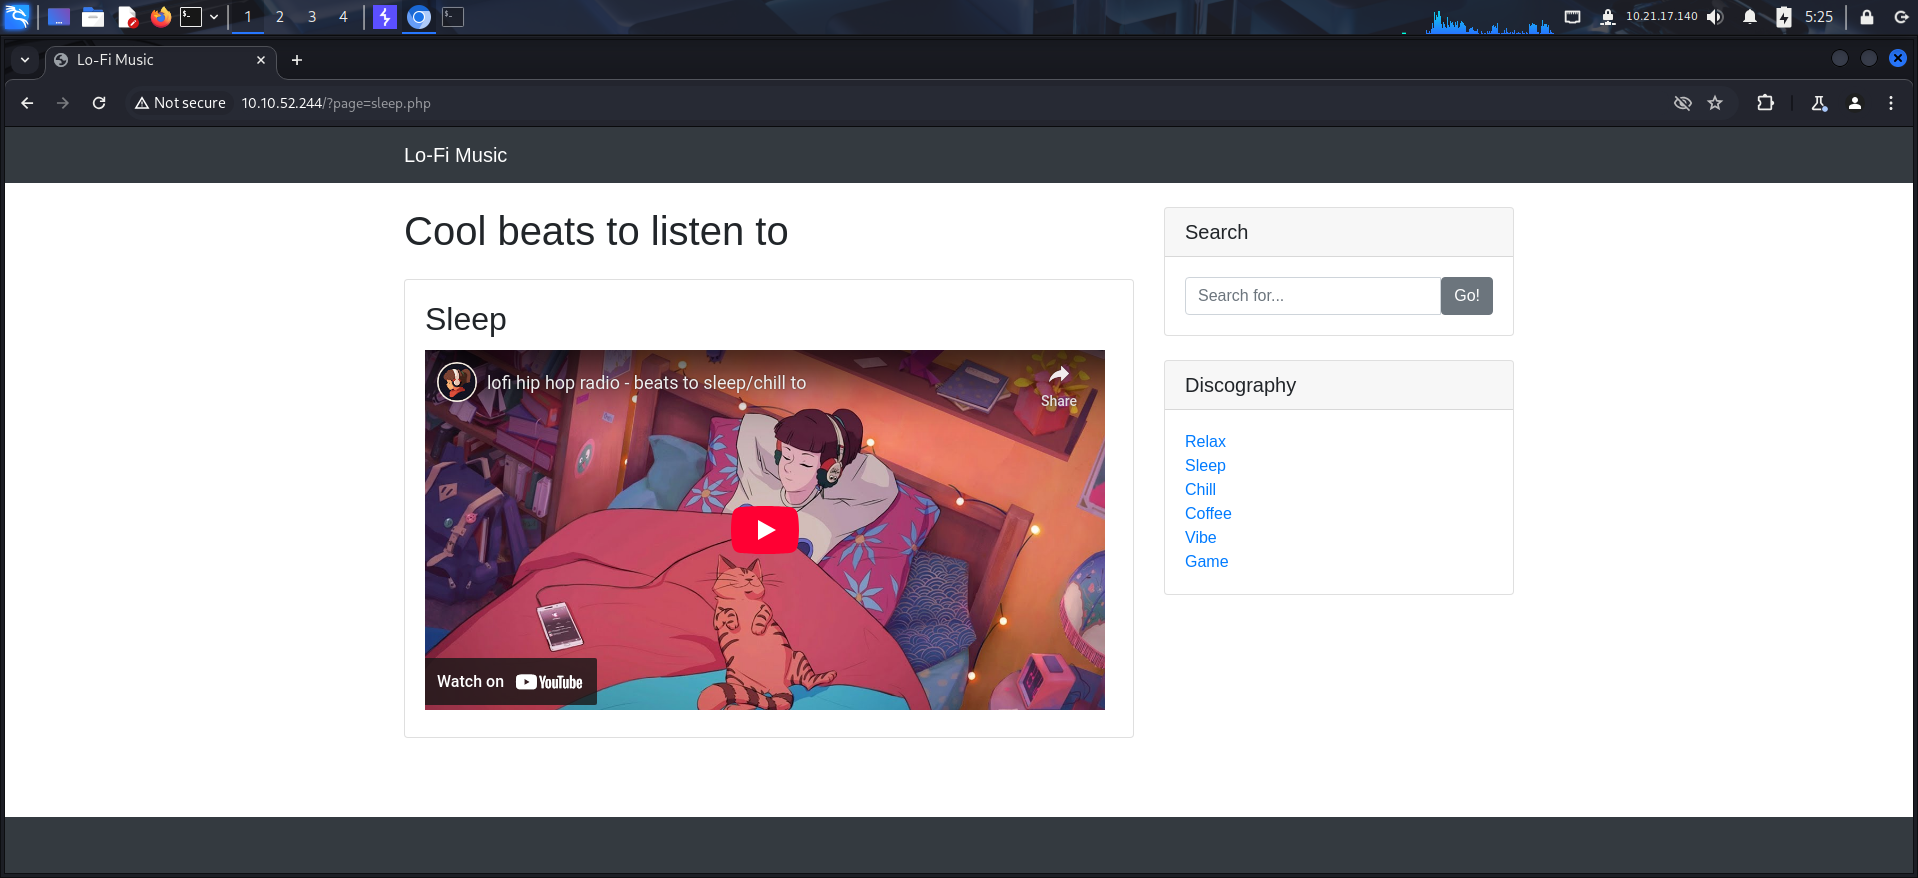 1 2 3 4
10.21.17.140
5:25
Lo-Fi Music
Not secure
10.10.52.244/?page=sleep.php
Lo-Fi Music
Cool beats to listen to
Sleep
lofi hip hop radio - beats to sleep/chill to
Share
Watch on YouTube
Search
Search for...
Go!
Discography
Relax
Sleep
Chill
Coffee
Vibe
Game